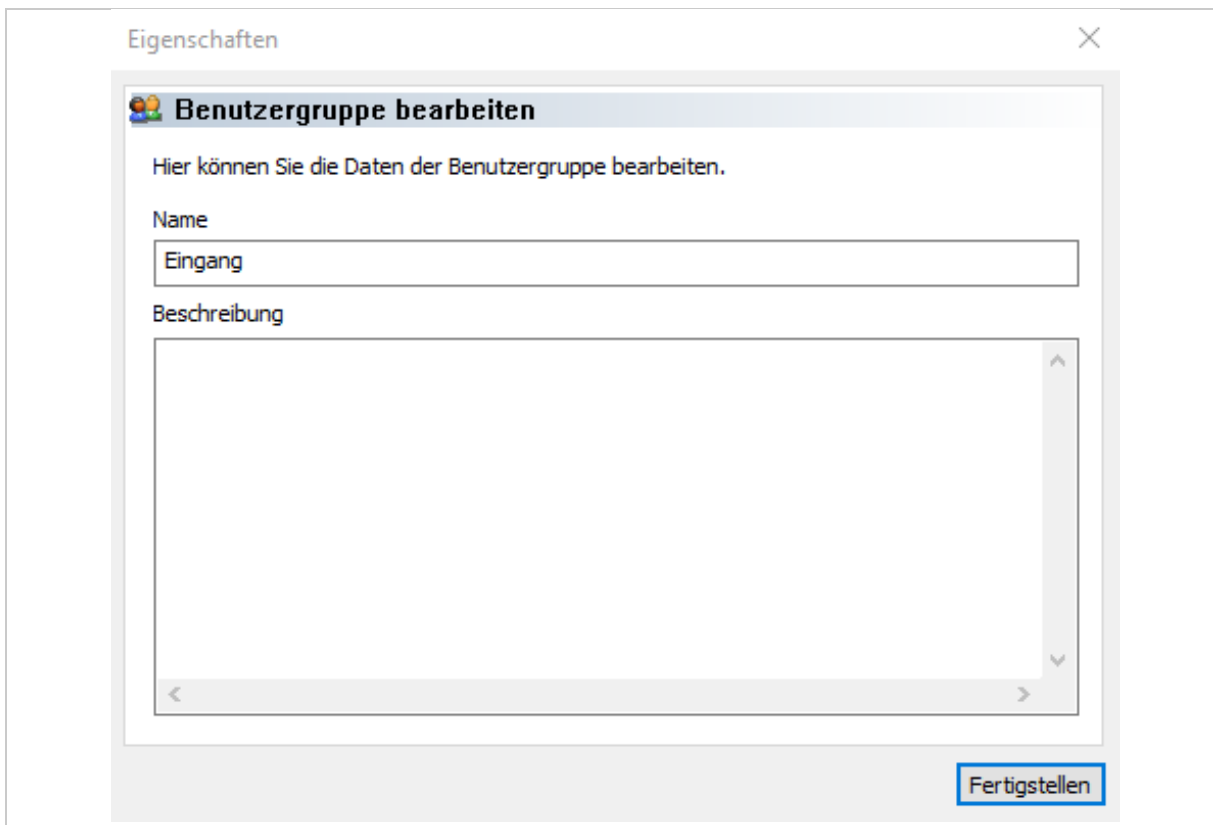 Eigenschaften
Benutzergruppe bearbeiten
Hier können Sie die Daten der Benutzergruppe bearbeiten.
Name
Eingang
Beschreibung
Fertigstellen